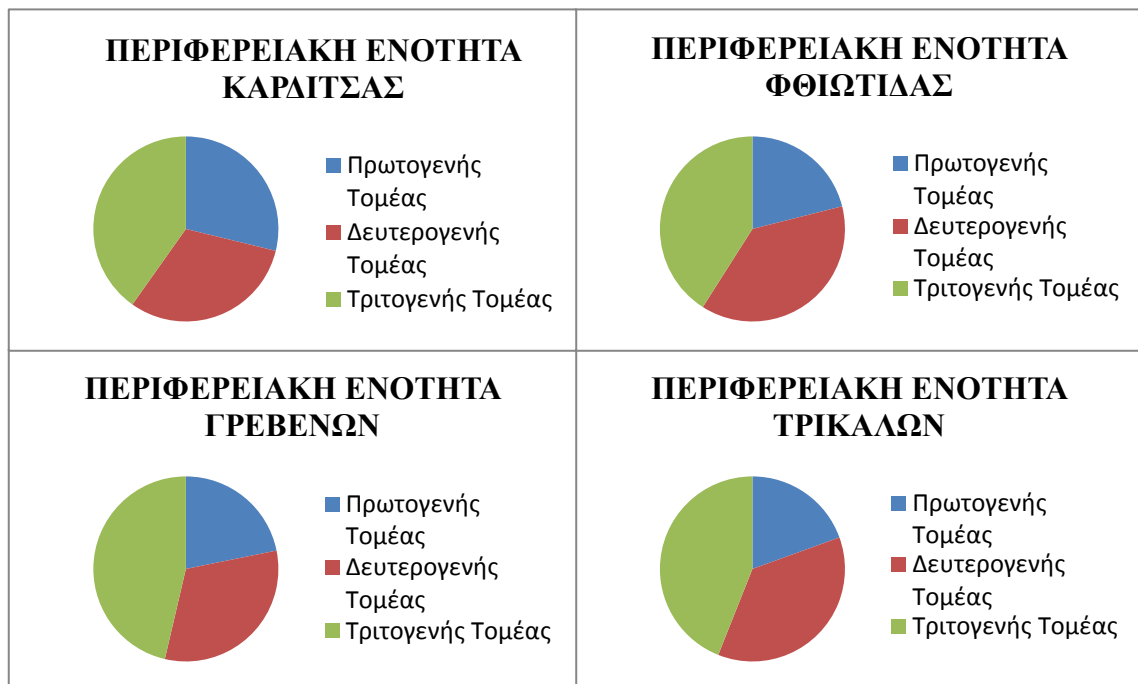 ΠΕΡΙΦΕΡΕΙΑΚΗ ΕΝΟΤΗΤΑ
ΚΑΡΔΙΤΣΑΣ
Πρωτογενής
Τομέας
Δευτερογενής
Τομέας
Τριτογενής Τομέας
ΠΕΡΙΦΕΡΕΙΑΚΗ ΕΝΟΤΗΤΑ
ΦΘΙΩΤΙΔΑΣ
Πρωτογενής
Τομέας
Δευτερογενής
Τομέας
Τριτογενής Τομέας
ΠΕΡΙΦΕΡΕΙΑΚΗ ΕΝΟΤΗΤΑ
ΓΡΕΒΕΝΩΝ
Πρωτογενής
Τομέας
Δευτερογενής
Τομέας
Τριτογενής Τομέας
ΠΕΡΙΦΕΡΕΙΑΚΗ ΕΝΟΤΗΤΑ
ΤΡΙΚΑΛΩΝ
Πρωτογενής
Τομέας
Δευτερογενής
Τομέας
Τριτογενής Τομέας